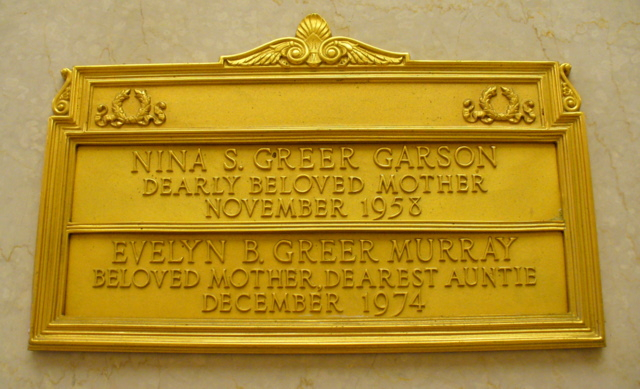 NINA S. GREER GARSON
DEARLY BELOVED MOTHER
NOVEMBER 1958
EVELYN B. GREER MURRAY
BELOVED MOTHER, DEAREST AUNTIE
DECEMBER 1974